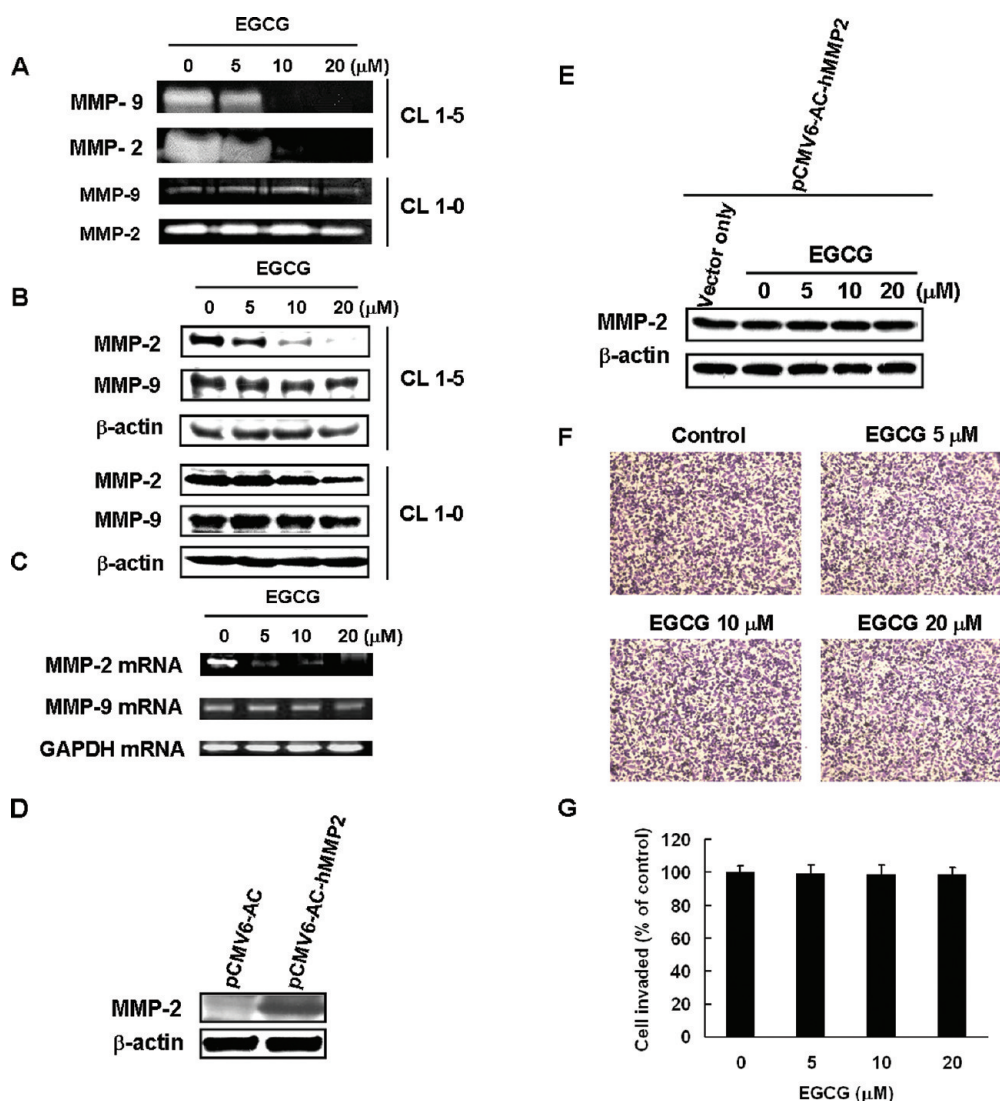 A
EGCG
0 5 10 20 (μM)
MMP- 9
MMP- 2
CL 1-5
MMP-9
MMP-2
CL 1-0
B
EGCG
0 5 10 20 (μM)
MMP-2
MMP-9
β-actin
CL 1-5
MMP-2
MMP-9
β-actin
CL 1-0
C
EGCG
0 5 10 20 (μM)
MMP-2 mRNA
MMP-9 mRNA
GAPDH mRNA
D
pCMV6-AC
pCMV6-AC-hMMP2
MMP-2
β-actin
E
pCMV6-AC-hMMP2
Vector only
EGCG
0 5 10 20 (μM)
MMP-2
β-actin
F
Control
EGCG 5 μM
EGCG 10 μM
EGCG 20 μM
G
Cell invaded (% of control)
120
100
80
60
40
20
0
0 5 10 20
EGCG (μM)